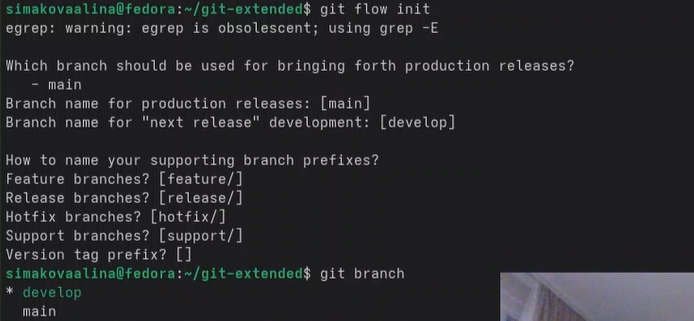 simakovaalina@fedora:~/git-extended$ git flow init
egrep: warning: egrep is obsolescent; using grep -E
Which branch should be used for bringing forth production releases?
- main
Branch name for production releases: [main]
Branch name for "next release" development: [develop]
How to name your supporting branch prefixes?
Feature branches? [feature/]
Release branches? [release/]
Hotfix branches? [hotfix/]
Support branches? [support/]
Version tag prefix? []
simakovaalina@fedora:~/git-extended$ git branch
* develop
main